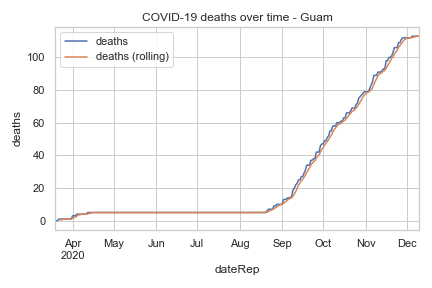 COVID-19 deaths over time - Guam
deaths
deaths (rolling)
deaths
100
80
60
40
20
0
Apr May Jun Jul Aug Sep Oct Nov Dec
2020
dateRep